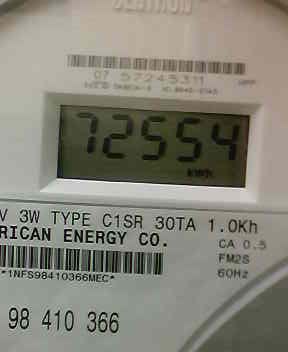 07 57245311
72554
kWh
V 3W TYPE C1SR 30TA 1.0Kh
RICAN ENERGY CO.
CA 0.5
FM2S
*1NFS98410366MEC*
60Hz
98 410 366